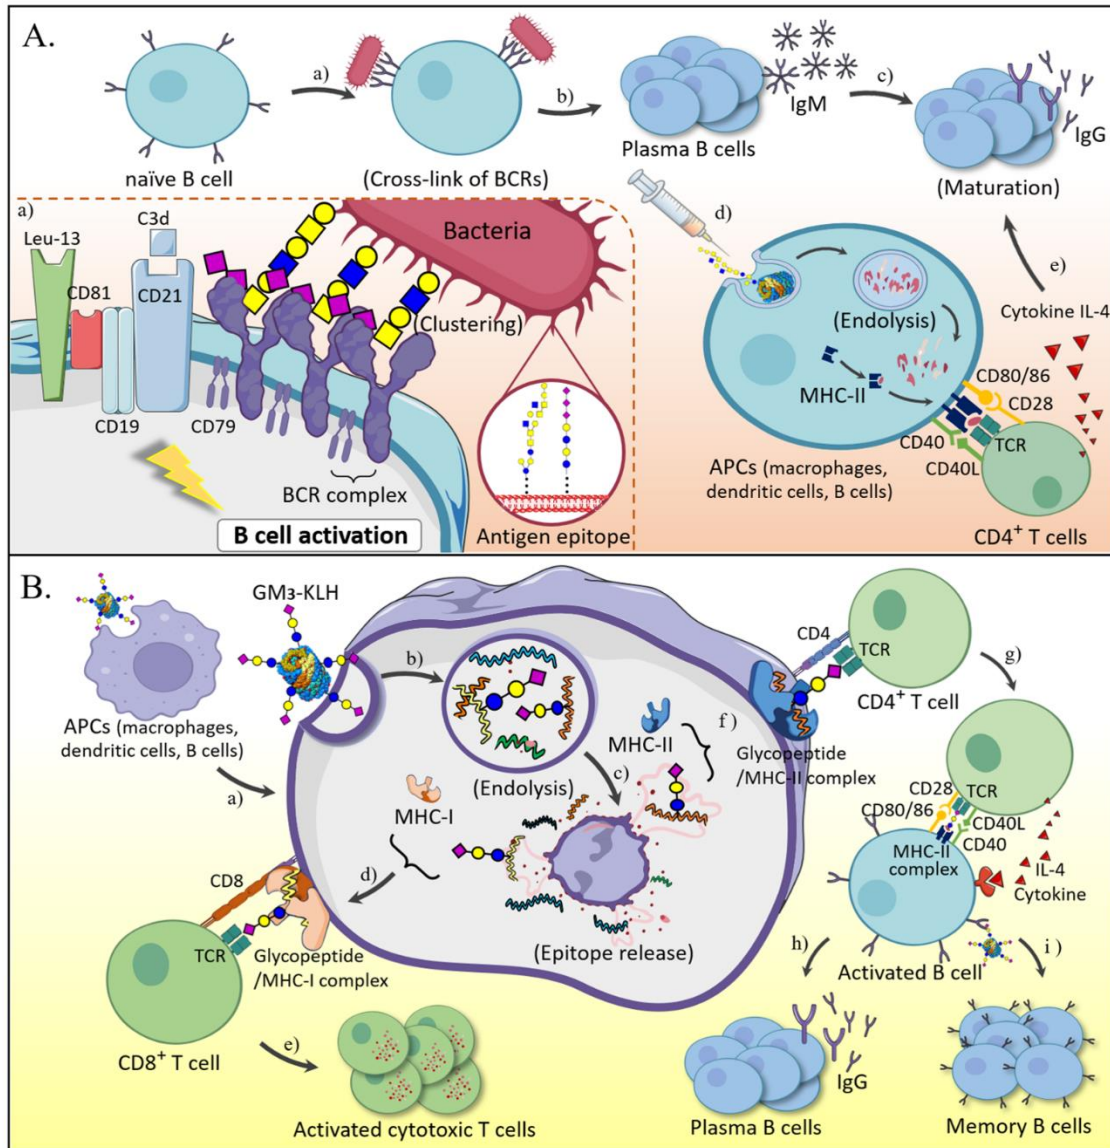 A.
a)
b)
c)
IgM
IgG
naïve B cell
(Cross-link of BCRs)
Plasma B cells
(Maturation)
a)
Leu-13
C3d
CD81
CD21
CD19
CD79
Bacteria
(Clustering)
BCR complex
B cell activation
Antigen epitope
d)
(Endolysis)
MHC-II
e)
Cytokine IL-4
CD80/86
CD28
CD40
TCR
CD40L
APCs (macrophages,
dendritic cells, B cells)
CD4+ T cells
B.
GM3-KLH
APCs (macrophages,
dendritic cells, B cells)
a)
b)
(Endolysis)
c)
MHC-I
MHC-II
f)
d)
(Epitope release)
CD8
TCR
Glycopeptide
/MHC-I complex
CD8+ T cell
e)
Activated cytotoxic T cells
CD4
TCR
CD4+ T cell
Glycopeptide
/MHC-II complex
g)
CD28
TCR
CD80/86
CD40L
CD40
MHC-II
complex
IL-4
Cytokine
Activated B cell
h)
i)
IgG
Plasma B cells
Memory B cells